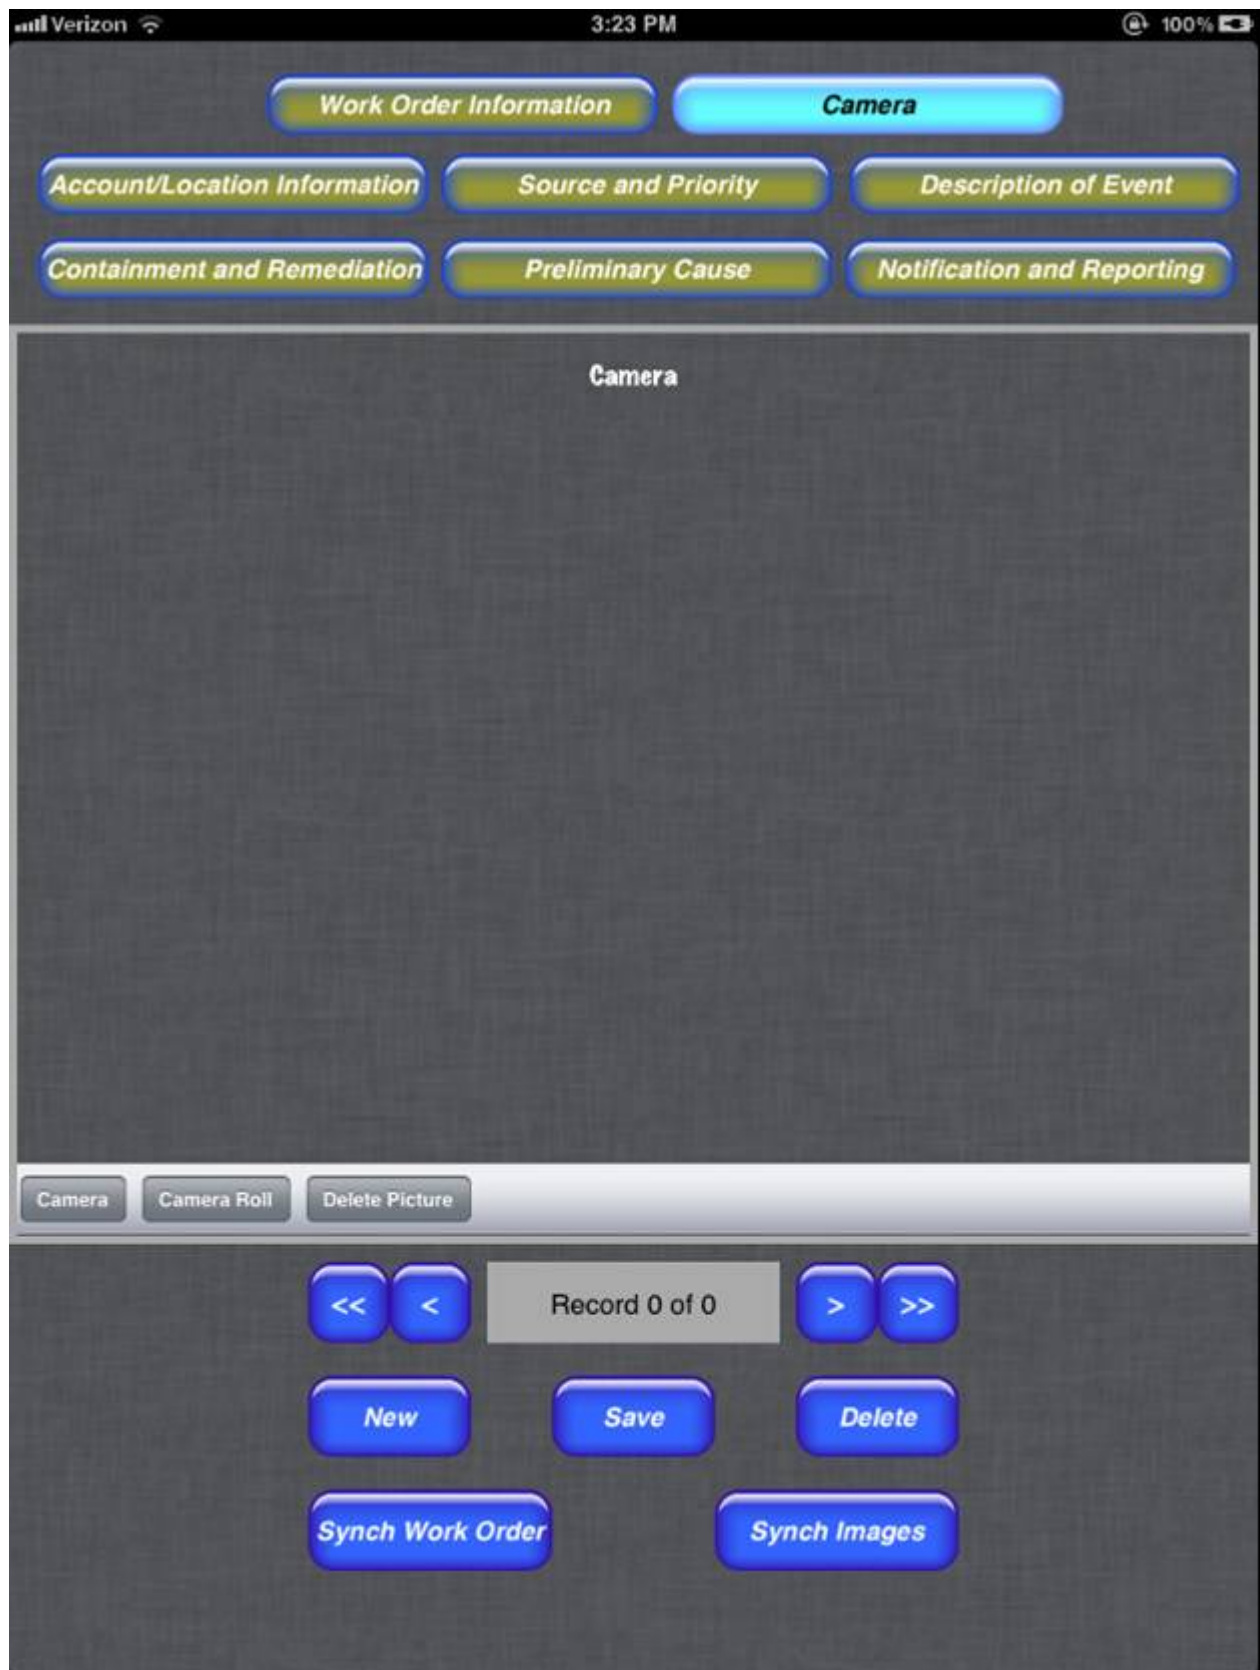 Verizon 3:23 PM 100%
Work Order Information Camera
Account/Location Information Source and Priority Description of Event
Containment and Remediation Preliminary Cause Notification and Reporting
Camera
Camera Camera Roll Delete Picture
<< < Record 0 of 0 > >>
New Save Delete
Synch Work Order Synch Images